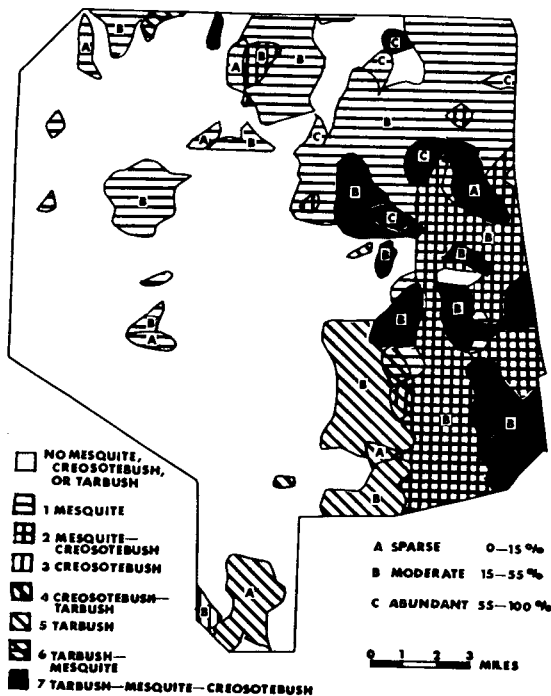 A
B
A
B
B
C
C
C
C
B
A
B
B
C
A
B
C
B
B
B
B
B
B
A
B
B
B
A
B
B
A
B
NO MESQUITE,
CREOSOTEBUSH,
OR TARBUSH
1 MESQUITE
2 MESQUITE—
CREOSOTEBUSH
3 CREOSOTEBUSH
4 CREOSOTEBUSH—
TARBUSH
5 TARBUSH
6 TARBUSH—
MESQUITE
7 TARBUSH—MESQUITE—CREOSOTEBUSH
A SPARSE 0—15 %
B MODERATE 15—55 %
C ABUNDANT 55—100 %
0 1 2 3 MILES